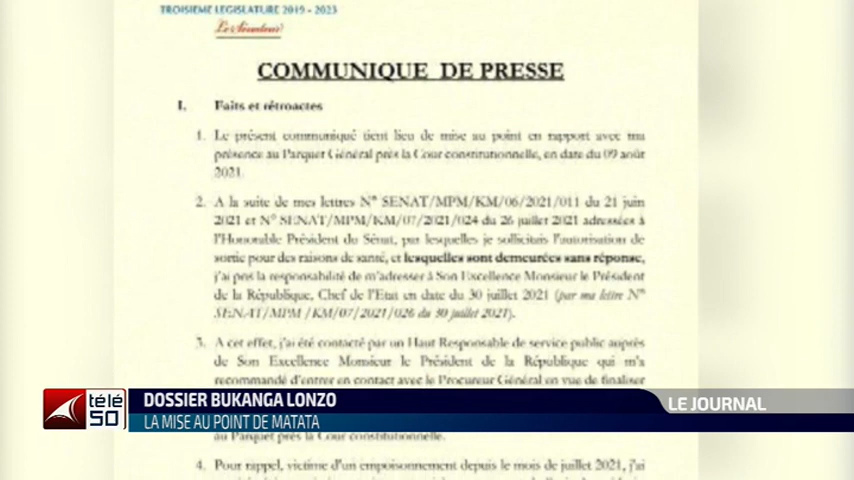 TROISIEME LEGISLATURE 2019 - 2023
Le Sénateur
COMMUNIQUE DE PRESSE
I. Faits et rétroactes
1. Le présent communiqué tient lieu de mise au point en rapport avec ma
présence au Parquet Général près la Cour constitutionnelle, en date du 09 août
2021.
2. A la suite de mes lettres N° SENAT/MPM/KM/06/2021/011 du 21 juin
2021 et N° SENAT/MPM/KM/07/2021/024 du 26 juillet 2021 adressées à
l'Honorable Président du Sénat, par lesquelles je sollicitais l'autorisation de
sortie pour des raisons de santé, et lesquelles sont demeurées sans réponse,
j'ai pris la responsabilité de m'adresser à Son Excellence Monsieur le Président
de la République, Chef de l'Etat en date du 30 juillet 2021 (par ma lettre N°
SENAT/MPM /KM/07/2021/026 du 30 juillet 2021).
3. A cet effet, j'ai été contacté par un Haut Responsable de service public auprès
de Son Excellence Monsieur le Président de la République qui m'a
recommandé d'entrer en contact avec le Procureur Général en vue de finaliser
télé 50
DOSSIER BUKANGA LONZO
LE JOURNAL
LA MISE AU POINT DE MATATA
au Parquet près la Cour constitutionnelle.
4. Pour rappel, victime d'un empoisonnement depuis le mois de juillet 2021, j'ai